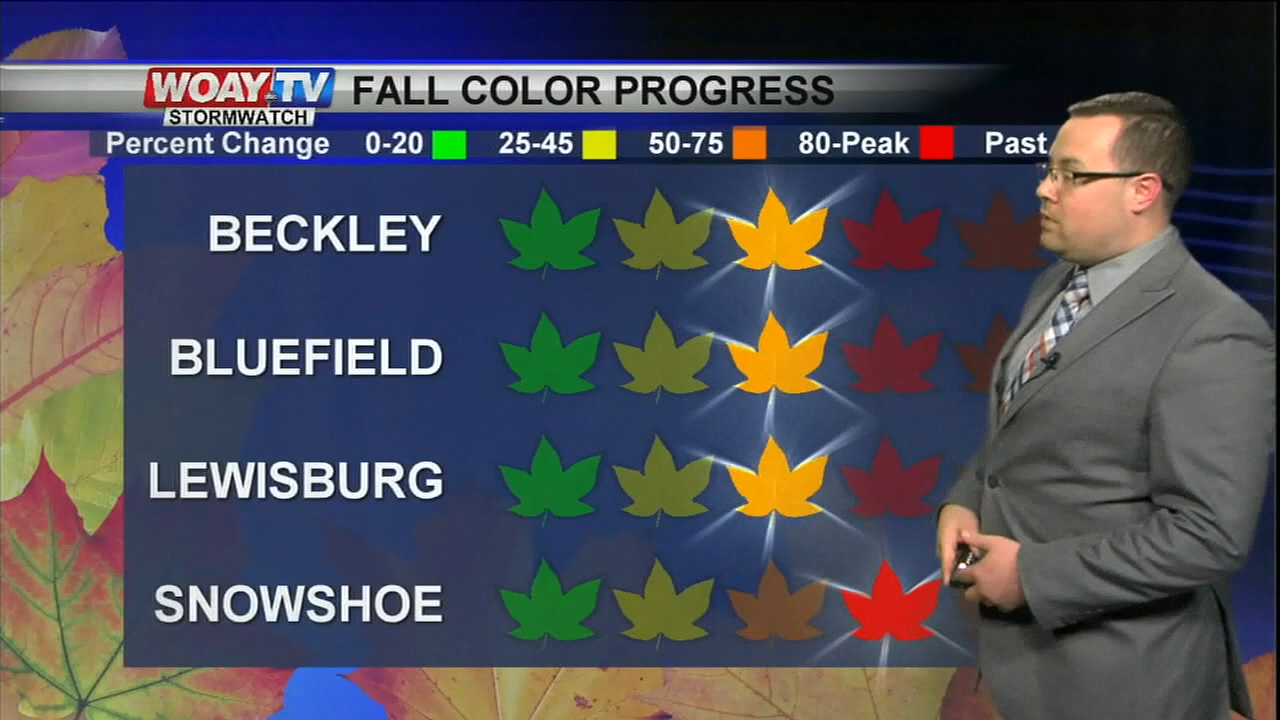 WOAY TV FALL COLOR PROGRESS
STORMWATCH
Percent Change 0-20 25-45 50-75 80-Peak Past
BECKLEY
BLUEFIELD
LEWISBURG
SNOWSHOE